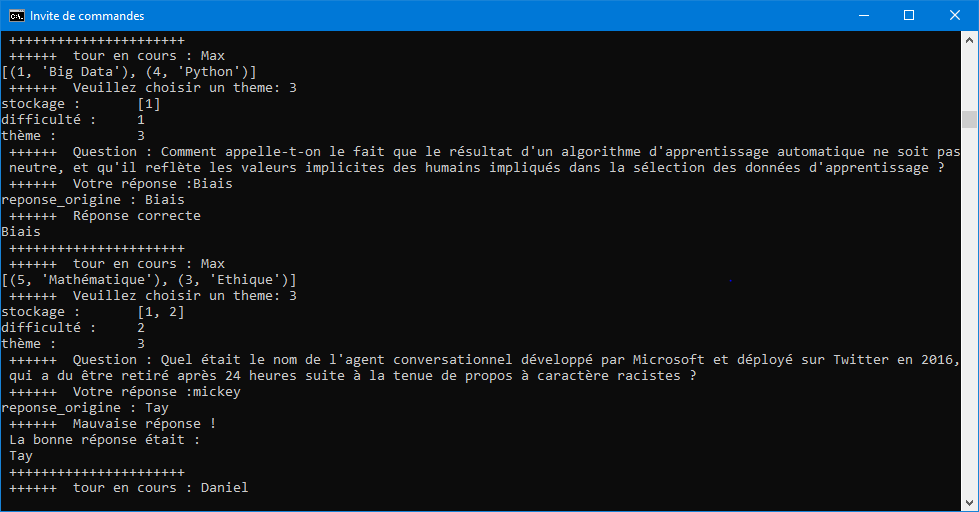 Invite de commandes
++++++++++++++++++++++
++++++  tour en cours : Max
[(1, 'Big Data'), (4, 'Python')]
++++++  Veuillez choisir un theme: 3
stockage :       [1]
difficulté :     1
thème :          3
++++++  Question : Comment appelle-t-on le fait que le résultat d'un algorithme d'apprentissage automatique ne soit pas
neutre, et qu'il reflète les valeurs implicites des humains impliqués dans la sélection des données d'apprentissage ?
++++++  Votre réponse :Biais
reponse_origine : Biais
++++++  Réponse correcte
Biais
++++++++++++++++++++++
++++++  tour en cours : Max
[(5, 'Mathématique'), (3, 'Ethique')]
++++++  Veuillez choisir un theme: 3
stockage :       [1, 2]
difficulté :     2
thème :          3
++++++  Question : Quel était le nom de l'agent conversationnel développé par Microsoft et déployé sur Twitter en 2016,
qui a du être retiré après 24 heures suite à la tenue de propos à caractère racistes ?
++++++  Votre réponse :mickey
reponse_origine : Tay
++++++  Mauvaise réponse !
La bonne réponse était :
Tay
++++++++++++++++++++++
++++++  tour en cours : Daniel